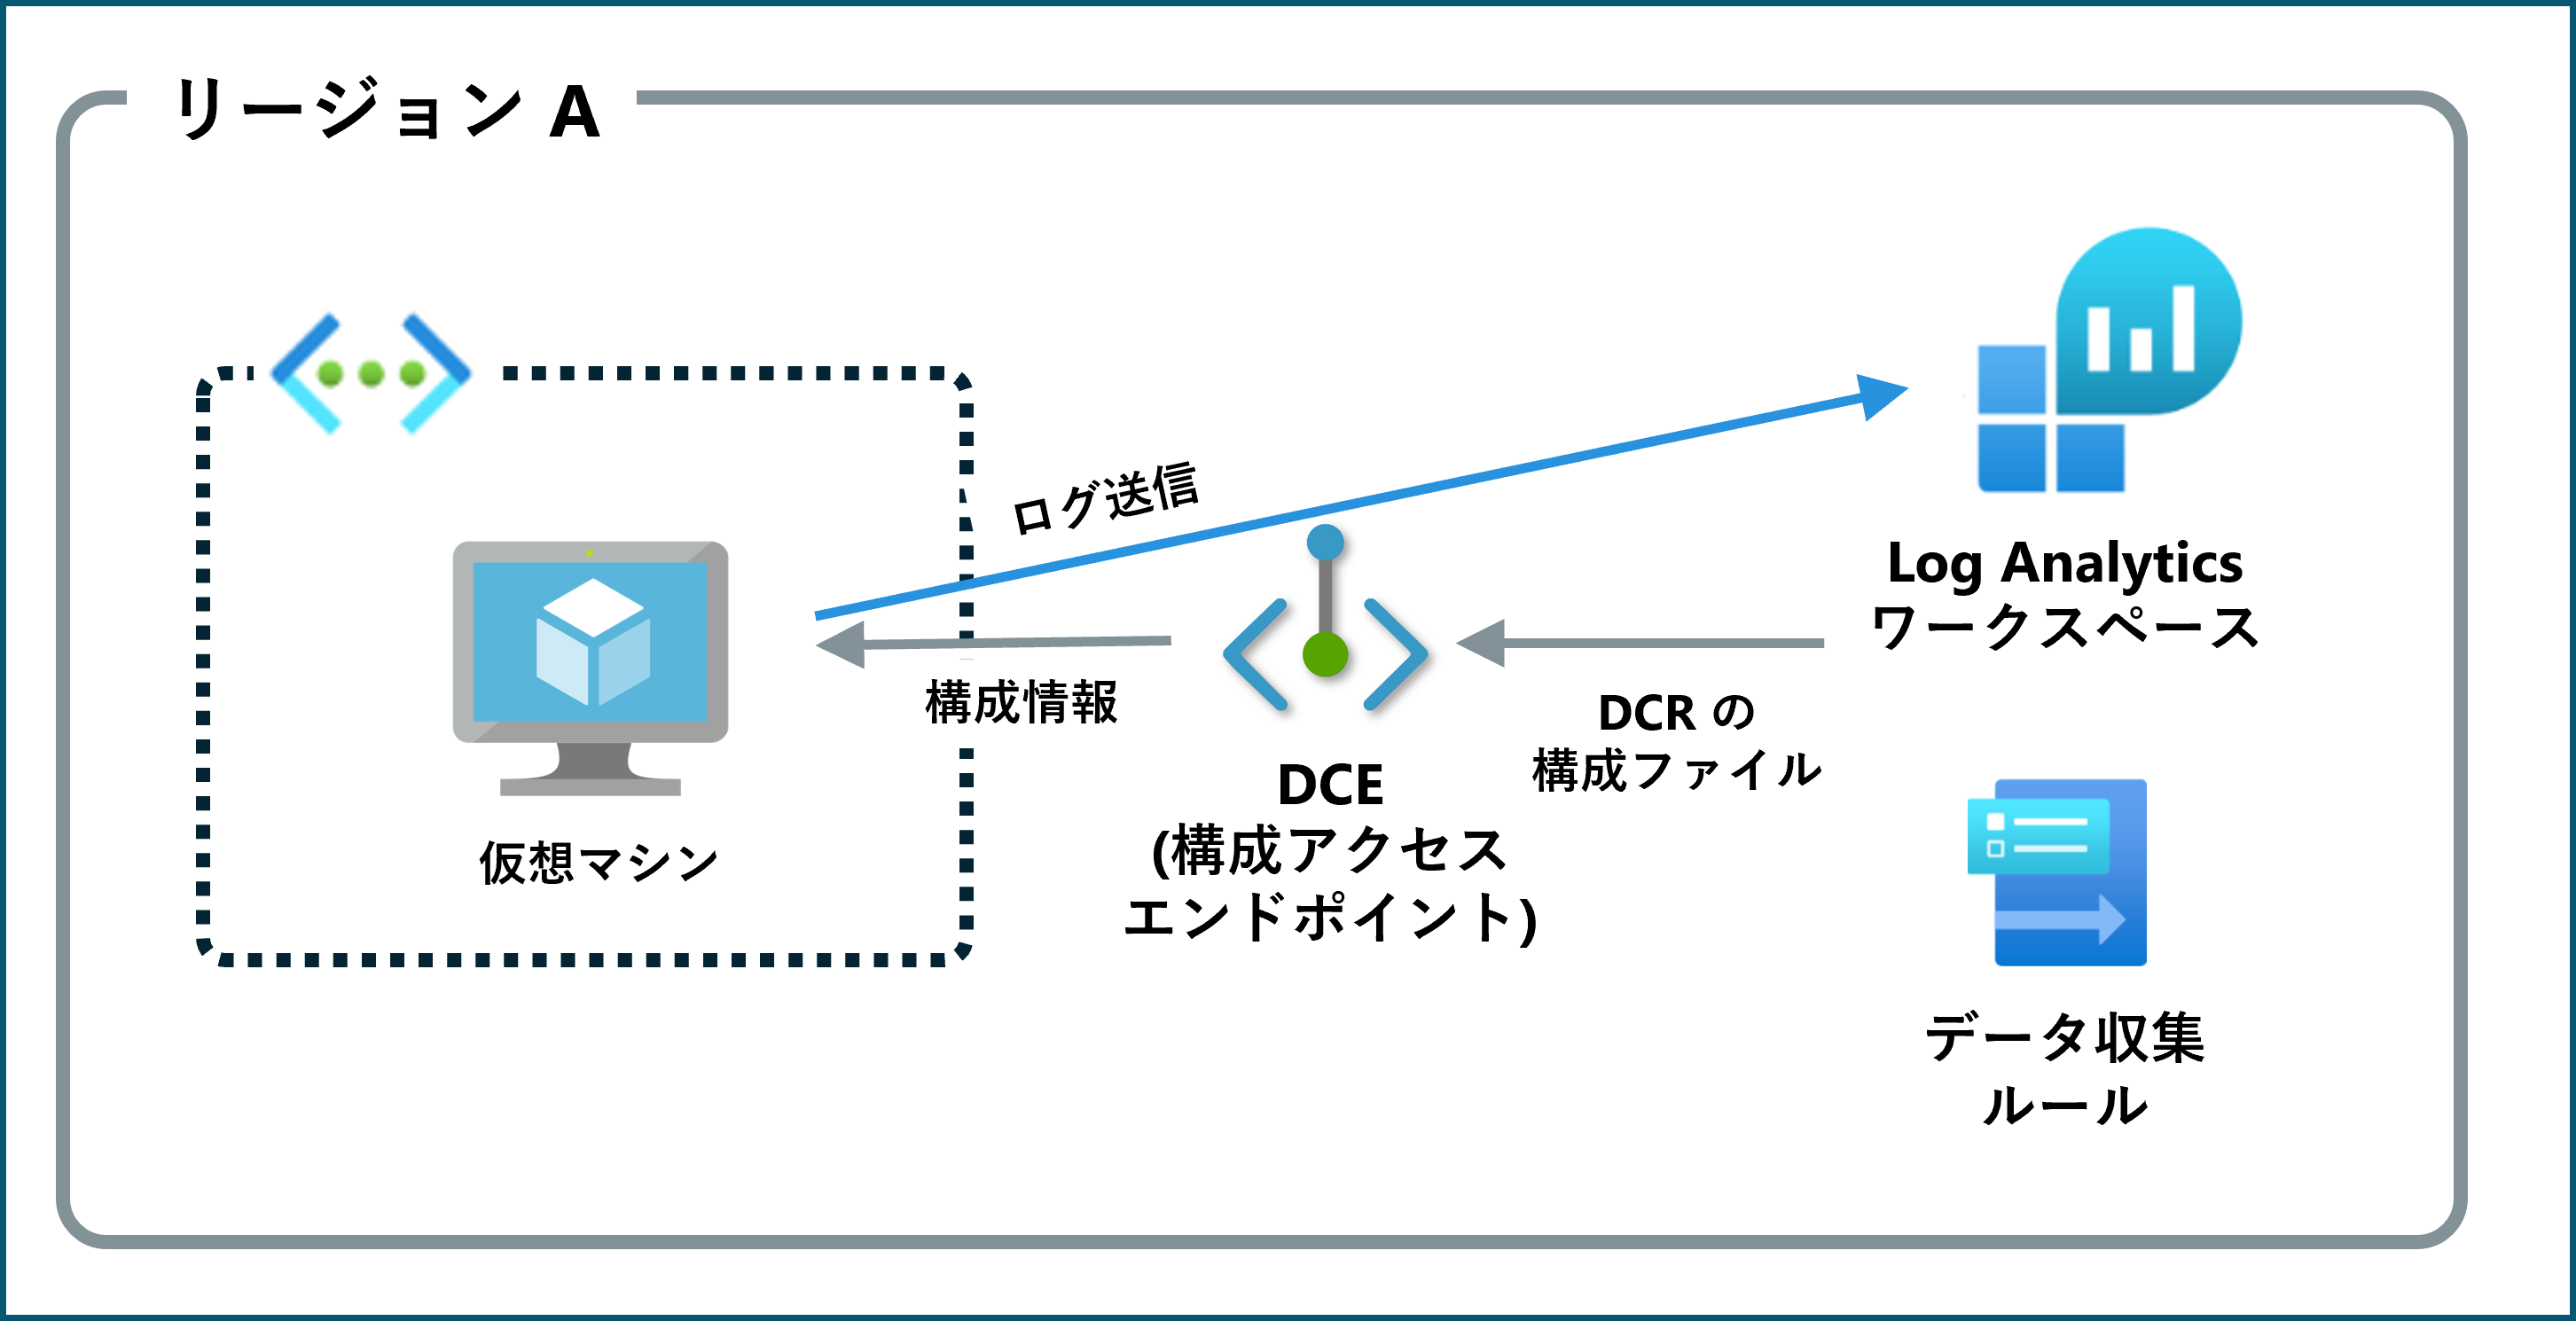 リージョン A
ログ送信
構成情報
仮想マシン
DCE
(構成アクセス
エンドポイント)
DCR の
構成ファイル
Log Analytics
ワークスペース
データ収集
ルール